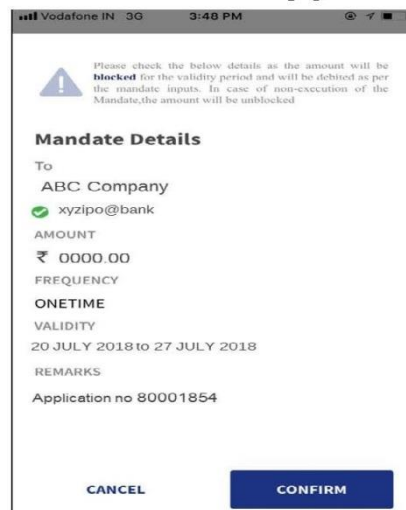 Vodafone IN 3G 3:48 PM
Please check the below details as the amount will be
blocked for the validity period and will be debited as per
the mandate inputs. In case of non-execution of the
Mandate,the amount will be unblocked
Mandate Details
To
ABC Company
xyzipo@bank
AMOUNT
₹ 0000.00
FREQUENCY
ONETIME
VALIDITY
20 JULY 2018 to 27 JULY 2018
REMARKS
Application no 80001854
CANCEL CONFIRM